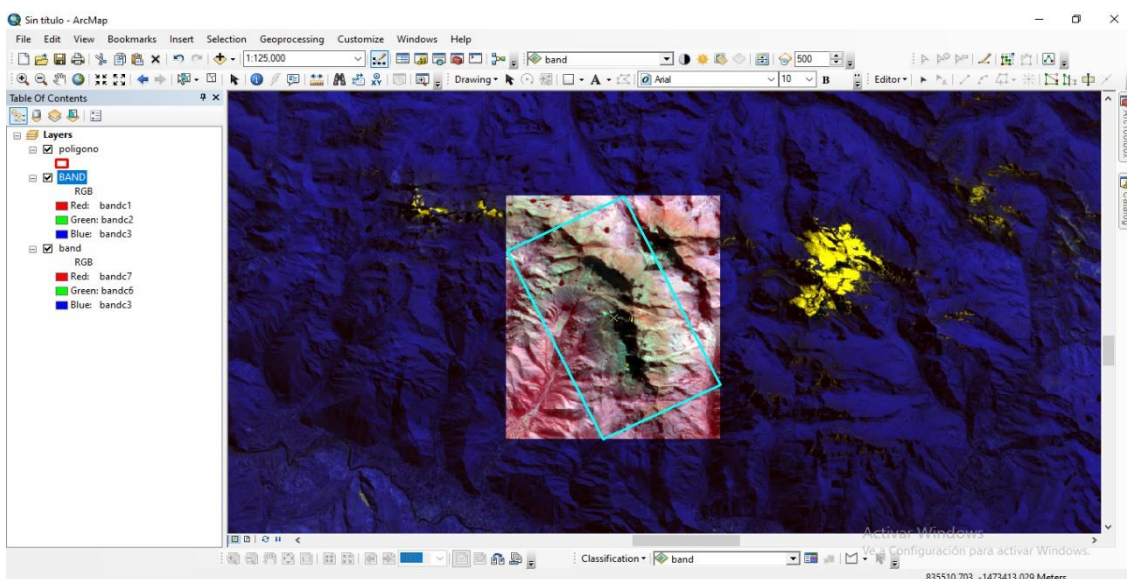 Sin título - ArcMap
File Edit View Bookmarks Insert Selection Geoprocessing Customize Windows Help
1:125,000
band
500
Drawing
A
Arial
10
B
Editor
Table Of Contents
Layers
poligono
BAND
RGB
Red: bandc1
Green: bandc2
Blue: bandc3
band
RGB
Red: bandc7
Green: bandc6
Blue: bandc3
ArcToolbox
Catalog
Activar Windows
Ve a Configuración para activar Windows.
Classification
band
835510.703 -1473413.029 Meters